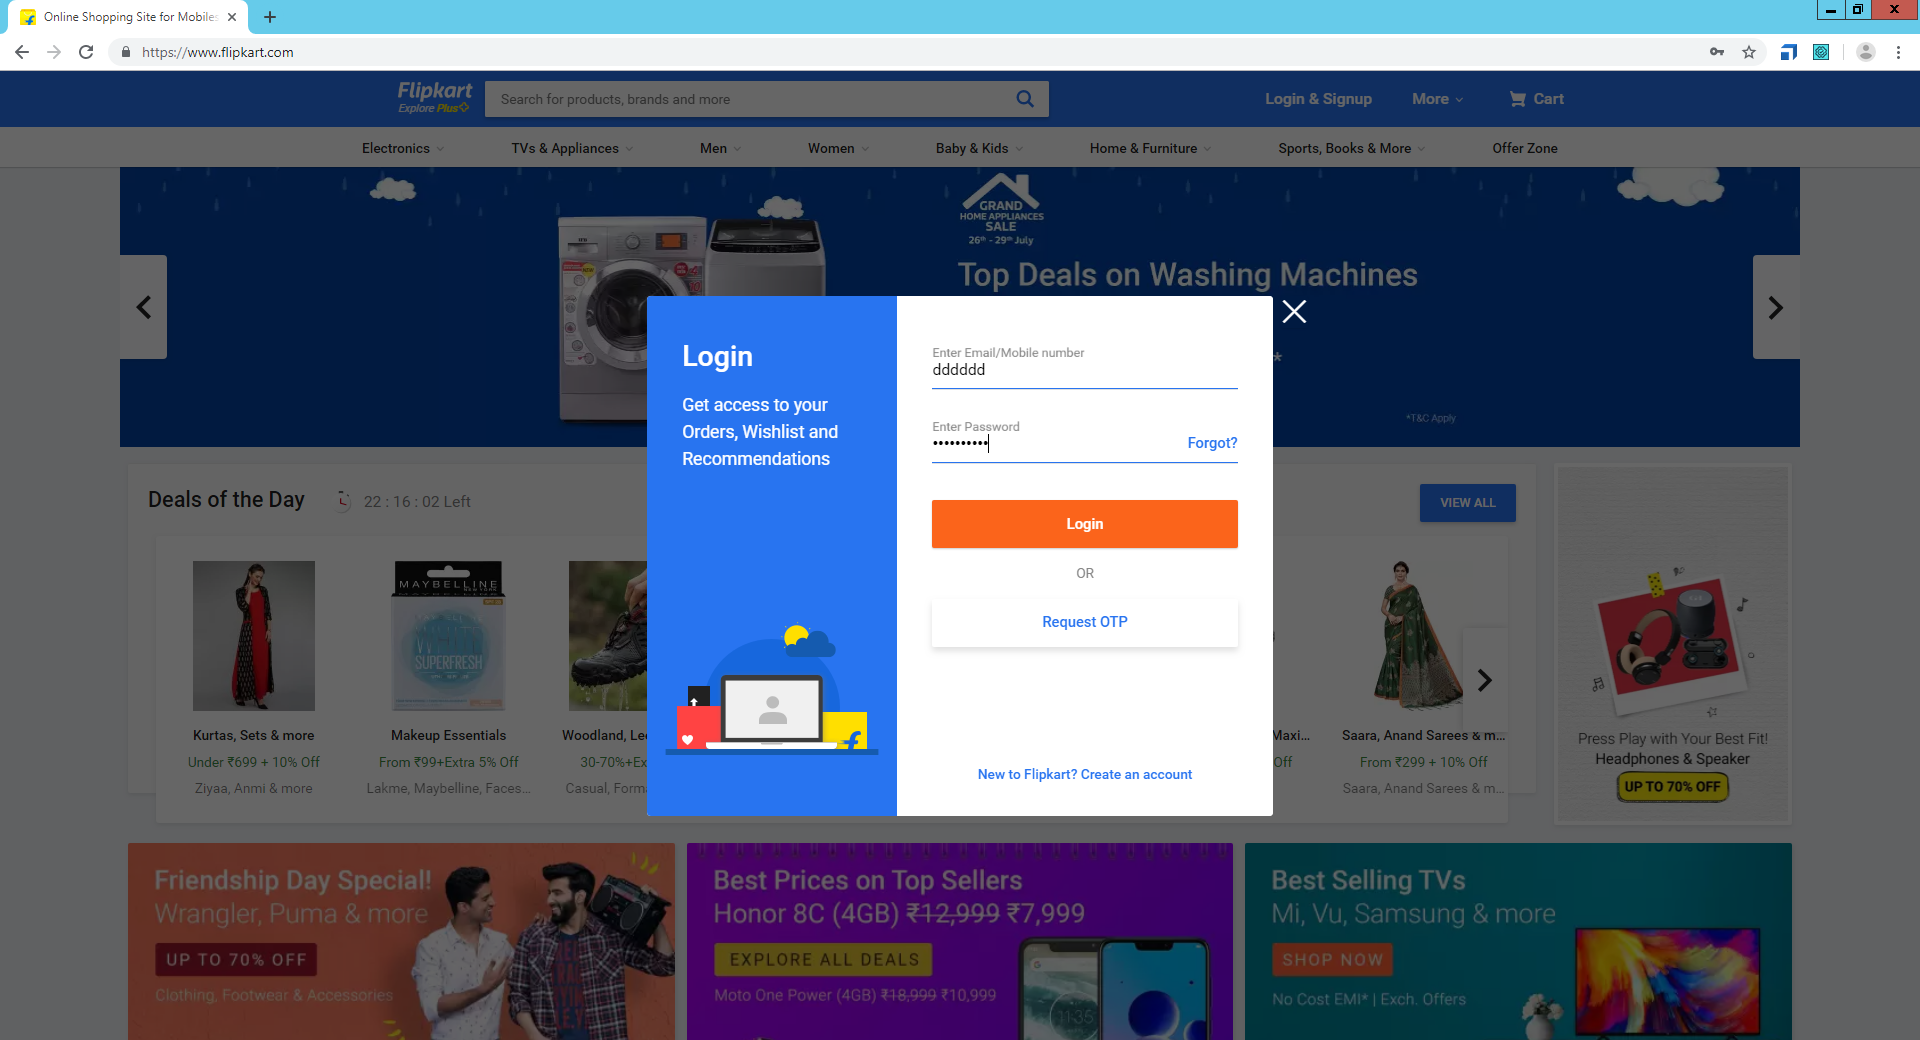 Online Shopping Site for Mobiles
https://www.flipkart.com
Flipkart
Explore Plus
Search for products, brands and more
Login & Signup
More
Cart
Electronics
TVs & Appliances
Men
Women
Baby & Kids
Home & Furniture
Sports, Books & More
Offer Zone
GRAND
HOME APPLIANCES
SALE
26th - 29th July
Top Deals on Washing Machines
*
*T&C Apply
Login
Get access to your
Orders, Wishlist and
Recommendations
Enter Email/Mobile number
dddddd
Enter Password
••••••••••
Forgot?
Login
OR
Request OTP
New to Flipkart? Create an account
Deals of the Day
22 : 16 : 02 Left
VIEW ALL
MAYBELLINE
SUPERFRESH
Kurtas, Sets & more
Under ₹699 + 10% Off
Ziyaa, Anmi & more
Makeup Essentials
From ₹99+Extra 5% Off
Lakme, Maybelline, Faces...
Woodland, Le
30-70%+Ex
Casual, Forma
Maxi...
Off
Saara, Anand Sarees & m...
From ₹299 + 10% Off
Saara, Anand Sarees & m...
Press Play with Your Best Fit!
Headphones & Speaker
UP TO 70% OFF
Friendship Day Special!
Wrangler, Puma & more
UP TO 70% OFF
Clothing, Footwear & Accessories
Best Prices on Top Sellers
Honor 8C (4GB) ₹12,999 ₹7,999
EXPLORE ALL DEALS
Moto One Power (4GB) ₹18,999 ₹10,999
11:35
Best Selling TVs
Mi, Vu, Samsung & more
SHOP NOW
No Cost EMI* | Exch. Offers